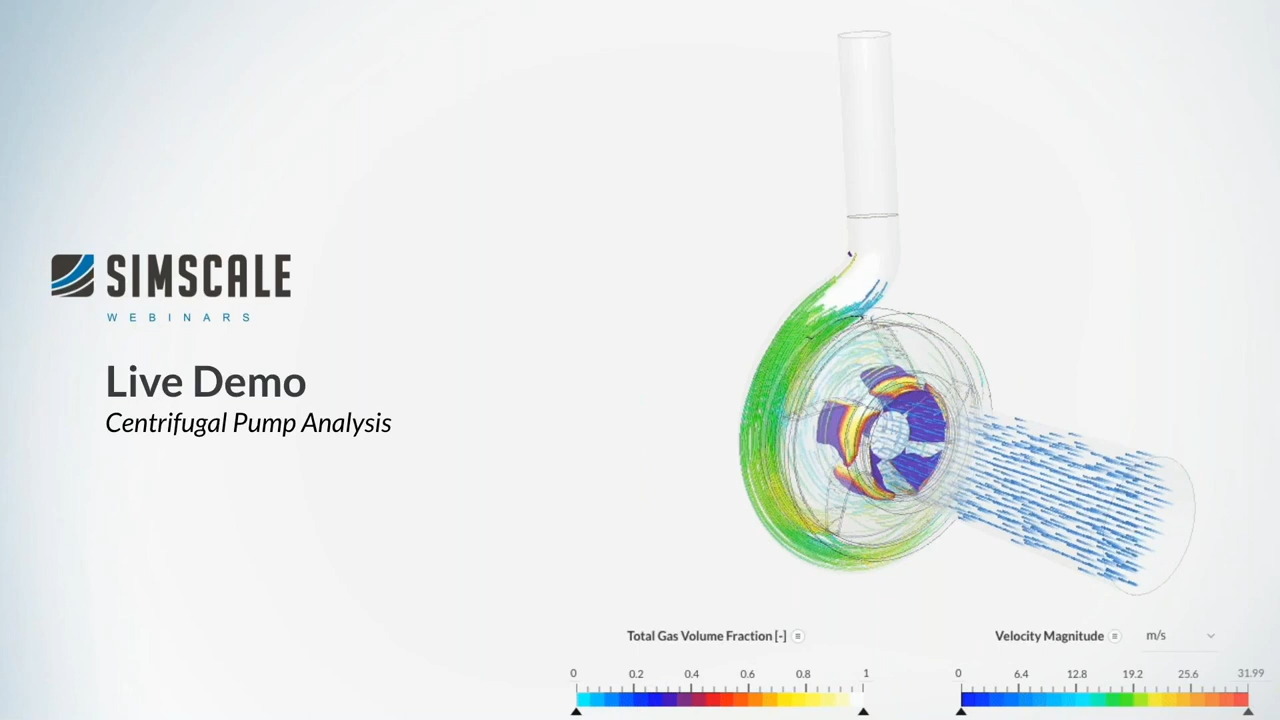 SIMSCALE
WEBINARS
Live Demo
Centrifugal Pump Analysis
Total Gas Volume Fraction [-]
Velocity Magnitude m/s
0 0.2 0.4 0.6 0.8 1
0 6.4 12.8 19.2 25.6 31.99